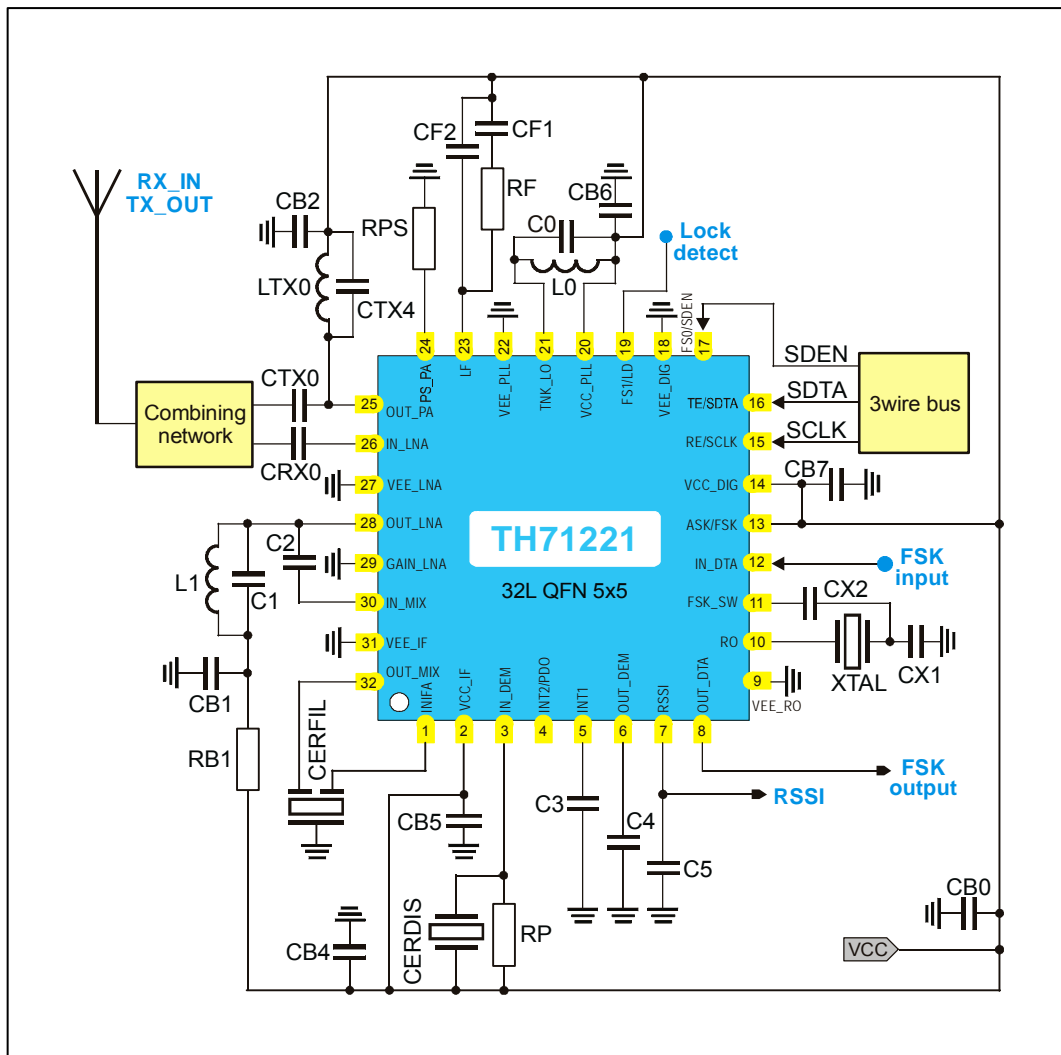 CF2
CF1
RX_IN
TX_OUT
CB2
RPS
RF
CB6
C0
Lock
detect
LTX0
CTX4
L0
24
23
22
21
20
19
18
17
PS_PA
LF
VEE_PLL
TNK_LO
VCC_PLL
FS1/LD
VEE_DIG
FS0/SDEN
SDEN
SDTA
SCLK
3wire bus
Combining
network
CTX0
CRX0
25
OUT_PA
26
IN_LNA
27
VEE_LNA
28
OUT_LNA
29
GAIN_LNA
30
IN_MIX
31
VEE_IF
32
OUT_MIX
TE/SDTA
16
RE/SCLK
15
VCC_DIG
14
CB7
ASK/FSK
13
IN_DTA
12
FSK
input
FSK_SW
11
CX2
RO
10
XTAL
CX1
9
VEE_RO
TH71221
32L QFN 5x5
C2
L1
C1
CB1
RB1
INIFA
VCC_IF
IN_DEM
INT2/PDO
INT1
OUT_DEM
RSSI
OUT_DTA
1
2
3
4
5
6
7
8
CERFIL
CB5
C3
C4
C5
RSSI
FSK
output
CERDIS
RP
CB4
CB0
VCC